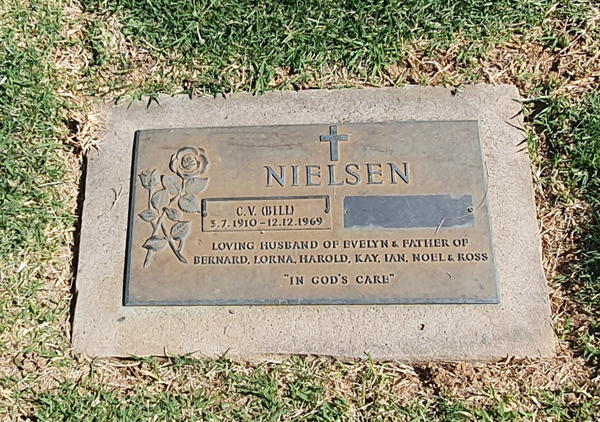 NIELSEN
C.V. (BILL)
3.7.1910-12.12.1969
LOVING HUSBAND OF EVELYN & FATHER OF
BERNARD, LORNA, HAROLD, KAY, IAN, NOEL & ROSS
"IN GOD'S CARE"